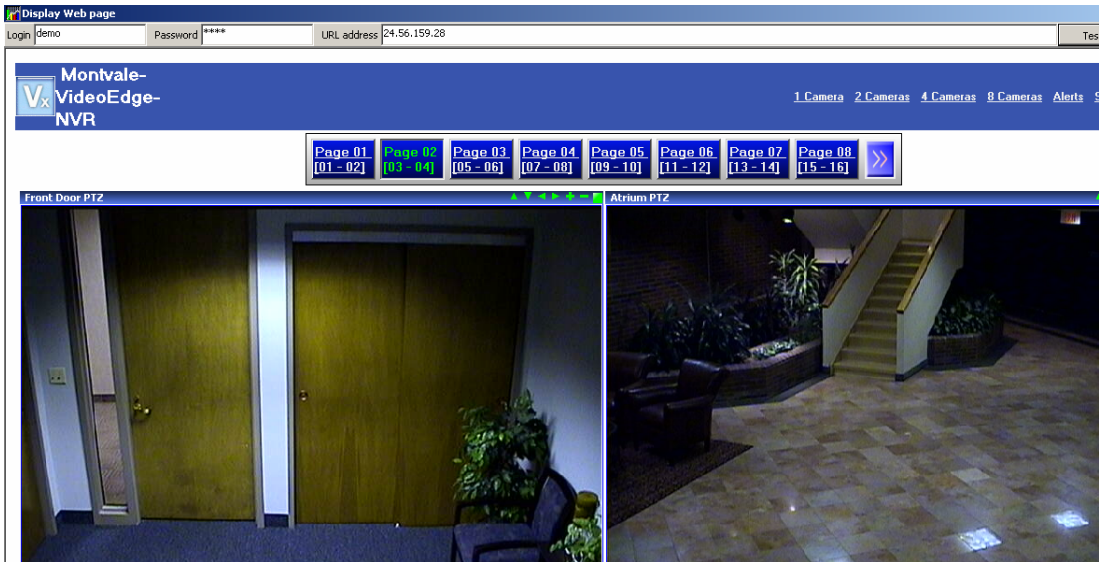 Display Web page
Login demo Password **** URL address 24.56.159.28
Montvale-
VideoEdge-
NVR
Vx
1 Camera 2 Cameras 4 Cameras 8 Cameras Alerts
Page 01 Page 02 Page 03 Page 04 Page 05 Page 06 Page 07 Page 08
[01 - 02] [03 - 04] [05 - 06] [07 - 08] [09 - 10] [11 - 12] [13 - 14] [15 - 16]
Front Door PTZ Atrium PTZ